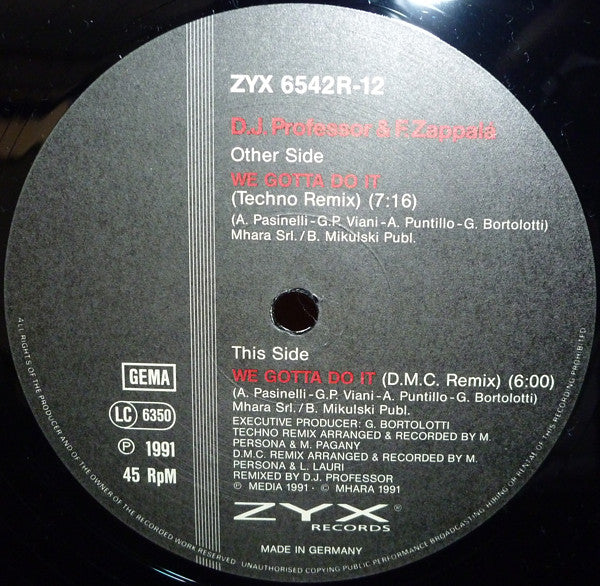 ZYX 6542R-12
D.J. Professor & F. Zappalà
Other Side
WE GOTTA DO IT
(Techno Remix) (7:16)
(A. Pasinelli-G.P. Viani-A. Puntillo-G. Bortolotti)
Mhara Srl./B. Mikulski Publ.
This Side
WE GOTTA DO IT (D.M.C. Remix) (6:00)
(A. Pasinelli-G.P. Viani-A. Puntillo-G. Bortolotti)
Mhara Srl./B. Mikulski Publ.
EXECUTIVE PRODUCER: G. BORTOLOTTI
TECHNO REMIX ARRANGED & RECORDED BY M.
PERSONA & M. PAGANY
D.M.C. REMIX ARRANGED & RECORDED BY M.
PERSONA & L. LAURI
REMIXED BY D.J. PROFESSOR
℗ MEDIA 1991 · © MHARA 1991
GEMA
LC 6350
℗ 1991
45 RpM
ZYX®
RECORDS
MADE IN GERMANY
ALL RIGHTS OF THE PRODUCER AND OF THE OWNER OF THE RECORDED WORK RESERVED. UNAUTHORISED COPYING PUBLIC PERFORMANCE BROADCASTING HIRING OR RENTAL OF THIS RECORDING PROHIBITED.